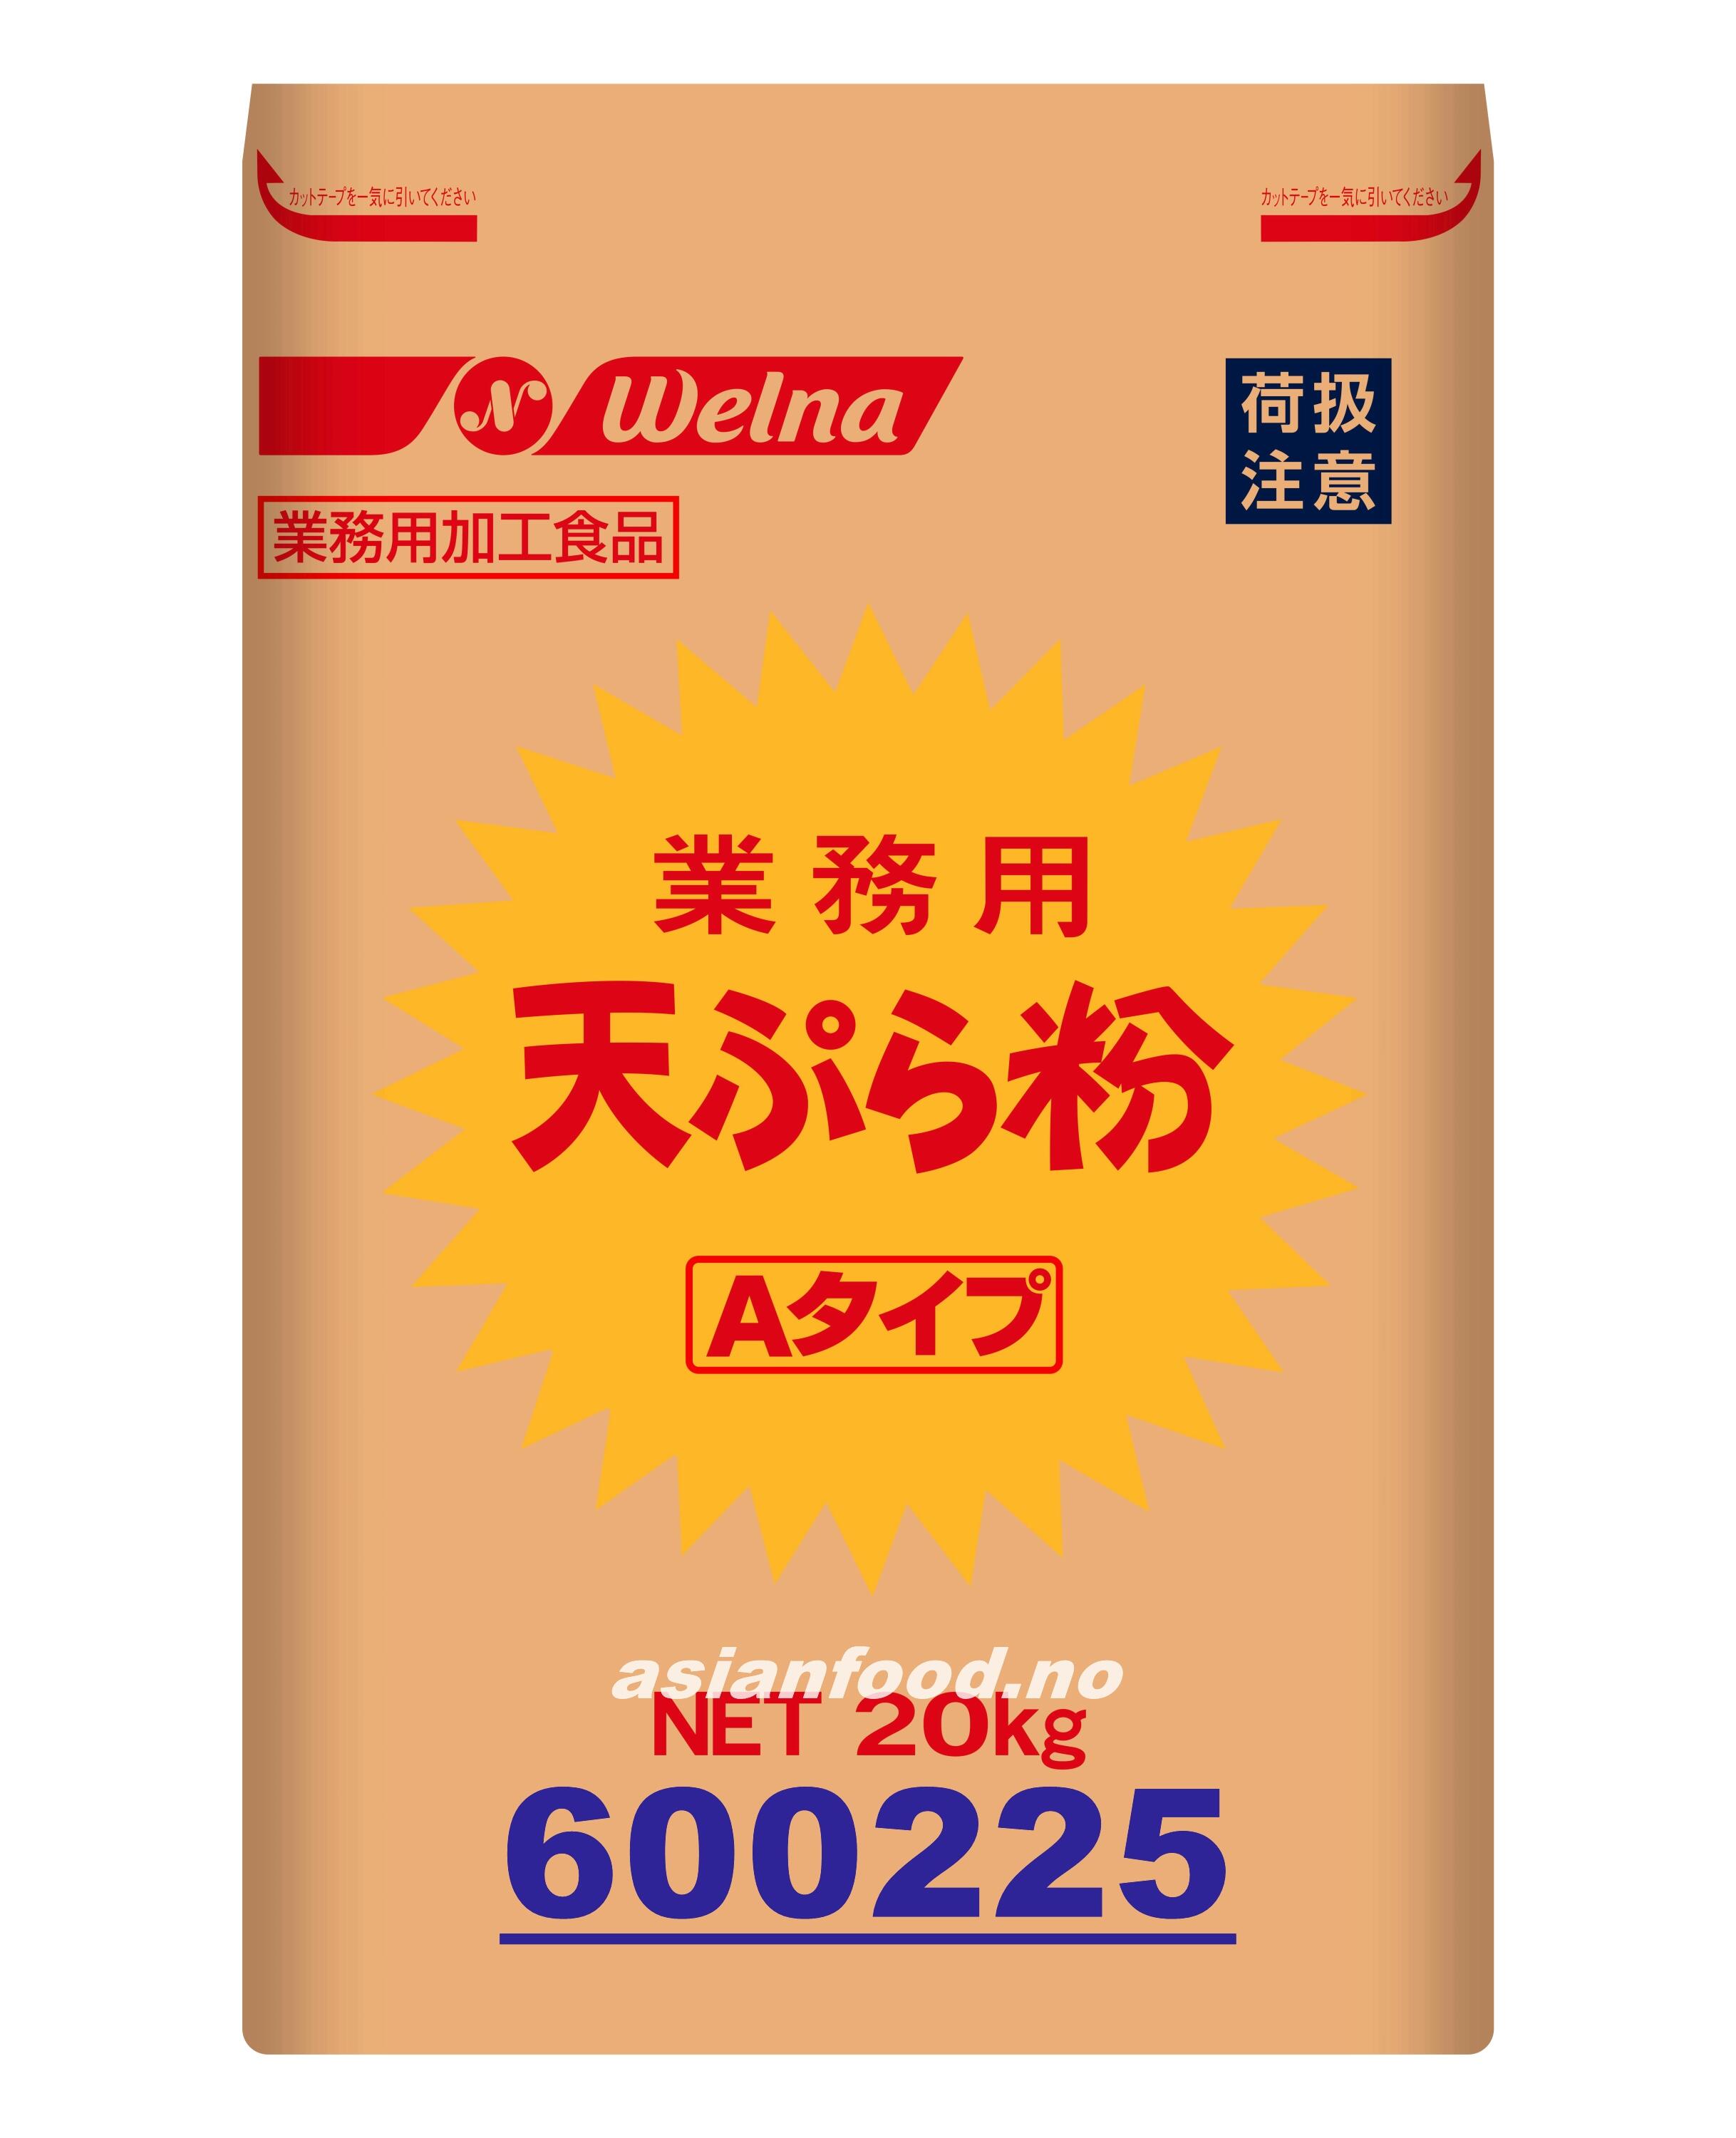 カットテープを一気に引いてください
カットテープを一気に引いてください
Welna
荷扱
注意
業務用加工食品
業務用
天ぷら粉
Aタイプ
asianfood.no
NET 20kg
600225